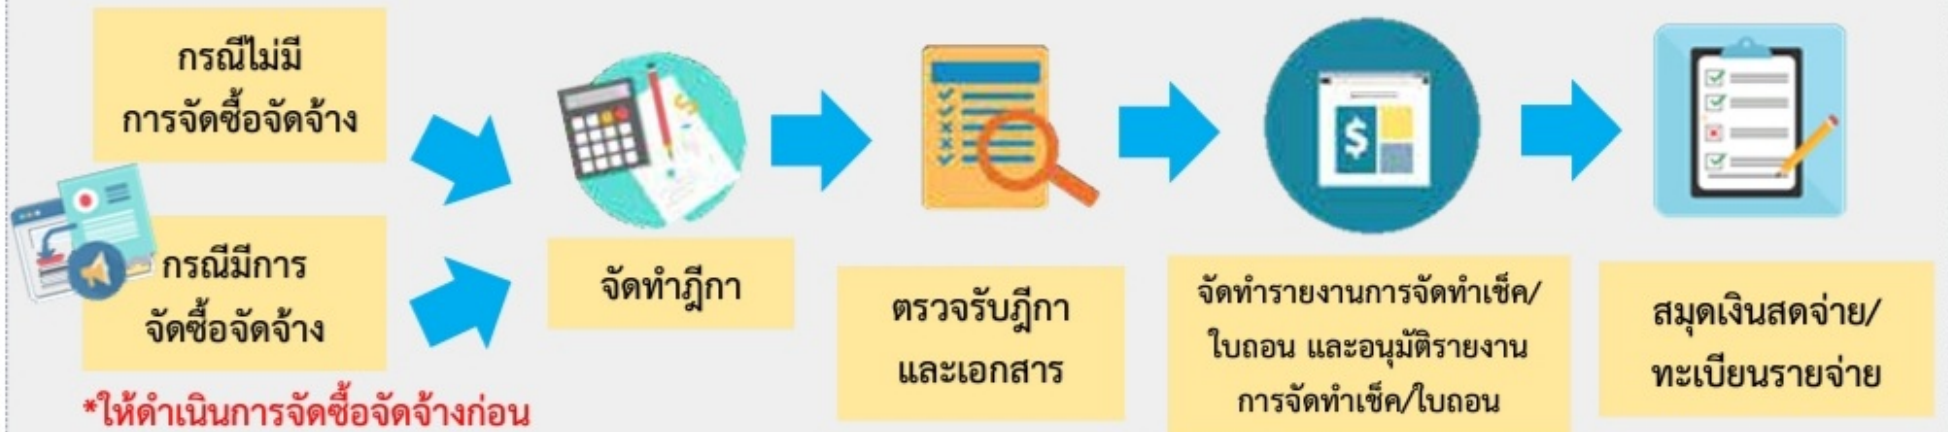 กรณีไม่มี
การจัดซื้อจัดจ้าง
กรณีมีการ
จัดซื้อจัดจ้าง
*ให้ดำเนินการจัดซื้อจัดจ้างก่อน
จัดทำฎีกา
ตรวจรับฎีกา
และเอกสาร
จัดทำรายงานการจัดทำเช็ค/
ใบถอน และอนุมัติรายงาน
การจัดทำเช็ค/ใบถอน
สมุดเงินสดจ่าย/
ทะเบียนรายจ่าย